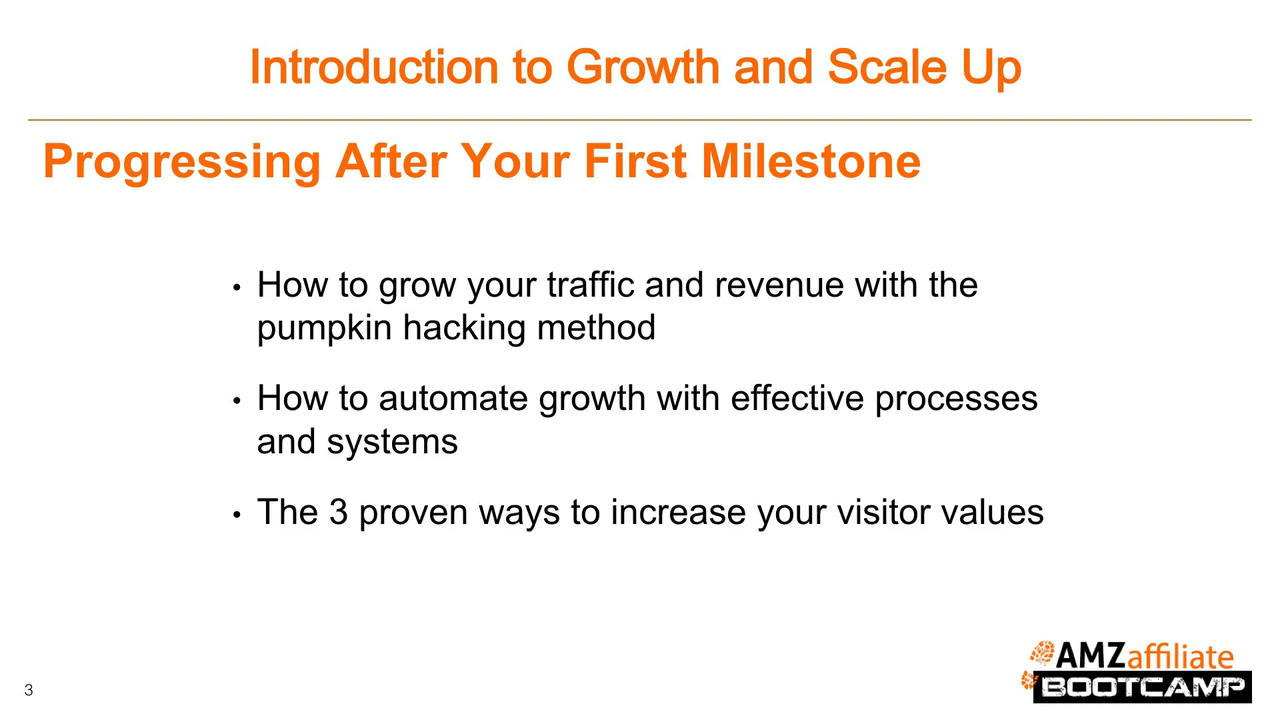 Introduction to Growth and Scale Up
Progressing After Your First Milestone
• How to grow your traffic and revenue with the
pumpkin hacking method
• How to automate growth with effective processes
and systems
• The 3 proven ways to increase your visitor values
3
AMZaffiliate
BOOTCAMP